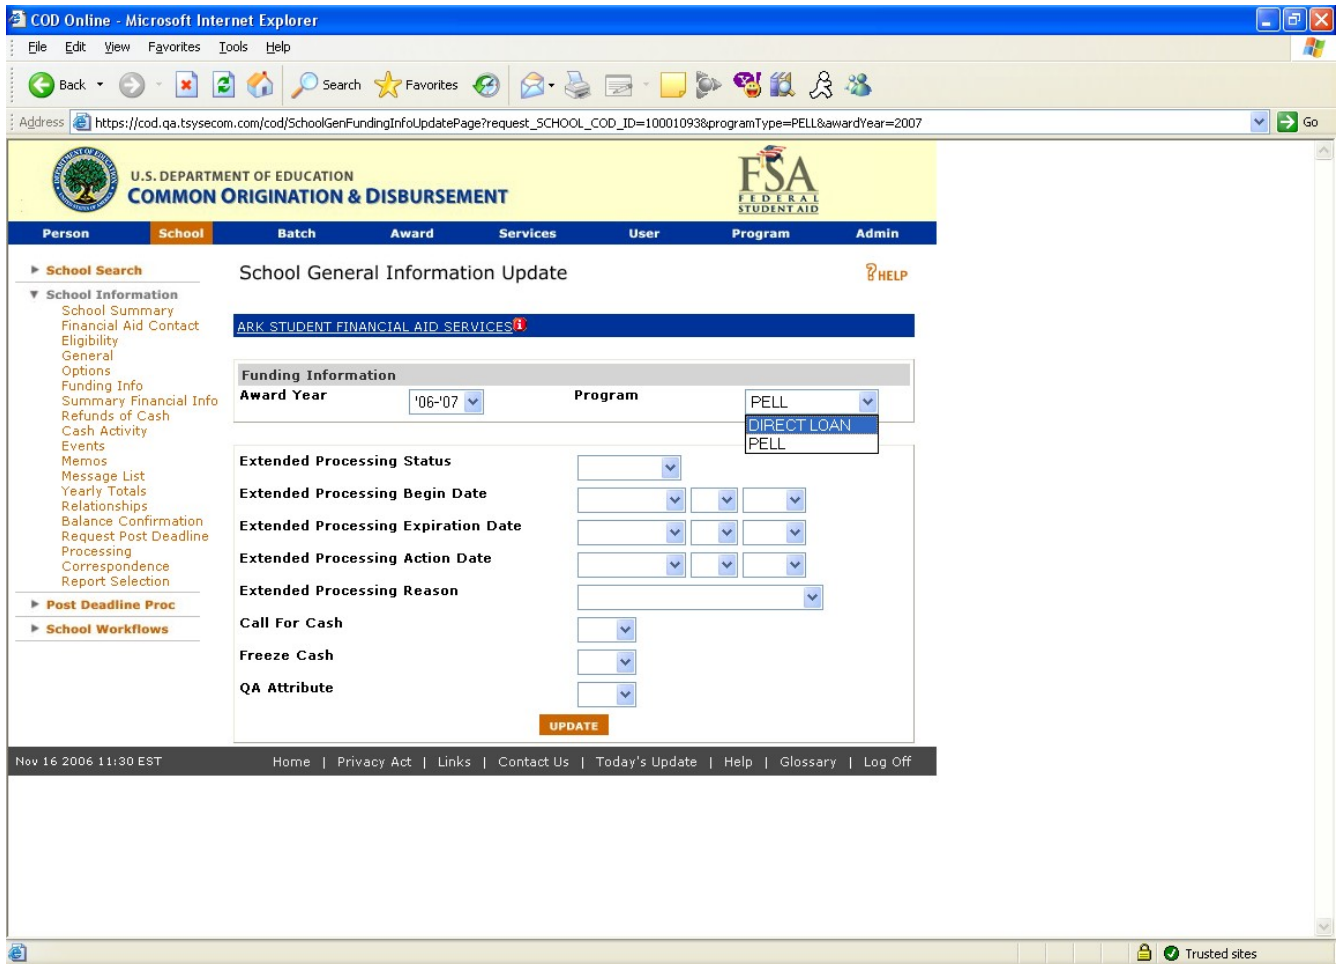 COD Online - Microsoft Internet Explorer
File Edit View Favorites Tools Help
Back Search Favorites
Address https://cod.qa.tsysecom.com/cod/SchoolGenFundingInfoUpdatePage?request_SCHOOL_COD_ID=10001093&programType=PELL&awardYear=2007 Go
U.S. DEPARTMENT OF EDUCATION
COMMON ORIGINATION & DISBURSEMENT
FSA
FEDERAL
STUDENT AID
Person School Batch Award Services User Program Admin
School Search
School Information
School Summary
Financial Aid Contact
Eligibility
General
Options
Funding Info
Summary Financial Info
Refunds of Cash
Cash Activity
Events
Memos
Message List
Yearly Totals
Relationships
Balance Confirmation
Request Post Deadline
Processing
Correspondence
Report Selection
Post Deadline Proc
School Workflows
School General Information Update
HELP
ARK STUDENT FINANCIAL AID SERVICES
Funding Information
Award Year '06-'07 Program PELL
DIRECT LOAN
PELL
Extended Processing Status
Extended Processing Begin Date
Extended Processing Expiration Date
Extended Processing Action Date
Extended Processing Reason
Call For Cash
Freeze Cash
QA Attribute
UPDATE
Nov 16 2006 11:30 EST Home | Privacy Act | Links | Contact Us | Today's Update | Help | Glossary | Log Off
Trusted sites